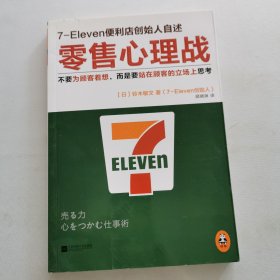 7-Eleven便利店创始人自述
零售心理战
不要为顾客着想，而是要站在顾客的立场上思考
［日］铃木敏文 著（7-Eleven创始人）
译
7
ELEVEN
売る力
心をつかむ仕事術